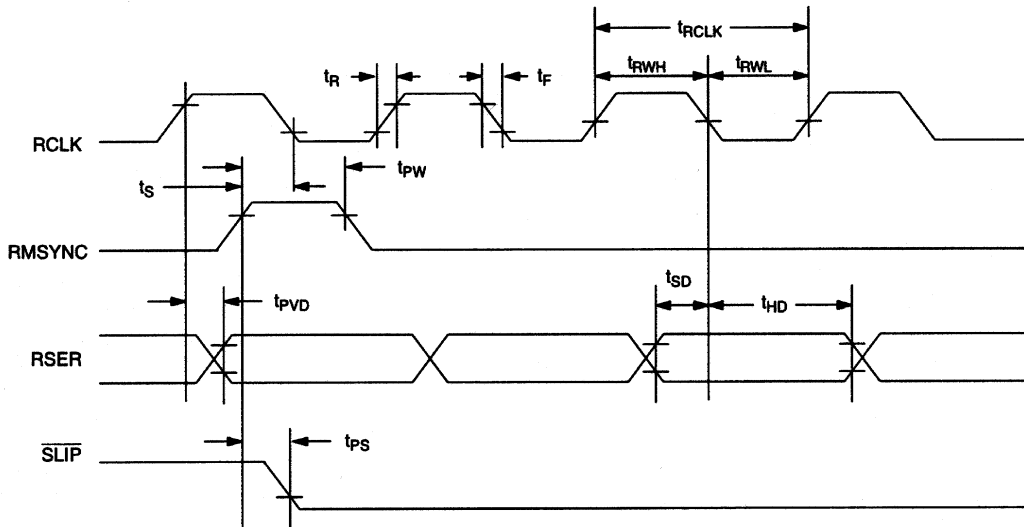 tRCLK
tR
tF
tRWH
tRWL
RCLK
tPW
tS
RMSYNC
tSD
tPVD
tHD
RSER
tPS
SLIP